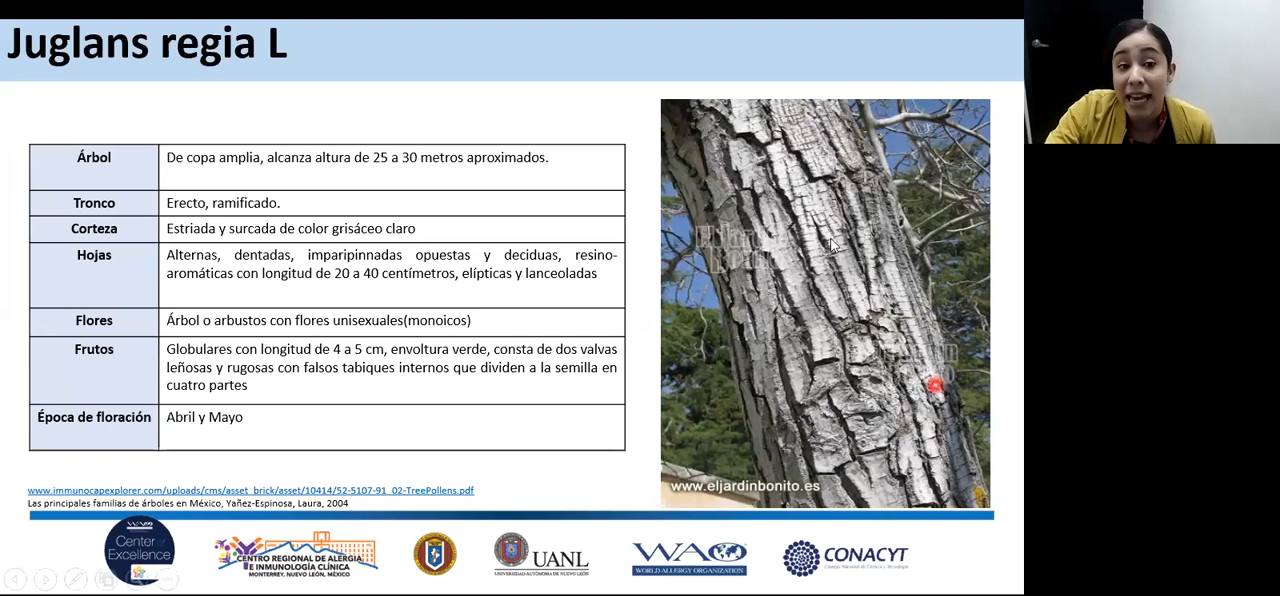 Juglans regia L
Árbol
De copa amplia, alcanza altura de 25 a 30 metros aproximados.
Tronco
Erecto, ramificado.
Corteza
Estriada y surcada de color grisáceo claro
Hojas
Alternas, dentadas, imparipinnadas opuestas y deciduas, resino-
aromáticas con longitud de 20 a 40 centímetros, elípticas y lanceoladas
Flores
Árbol o arbustos con flores unisexuales(monoicos)
Frutos
Globulares con longitud de 4 a 5 cm, envoltura verde, consta de dos valvas
leñosas y rugosas con falsos tabiques internos que dividen a la semilla en
cuatro partes
Época de floración
Abril y Mayo
www.eljardinbonito.es
www.immunocapexplorer.com/uploads/cms/asset_brick/asset/10414/52-5107-91_02-TreePollens.pdf
Las principales familias de árboles en México, Yañez-Espinosa, Laura, 2004
Center of
Excellence
CENTRO REGIONAL DE ALERGIA
E INMUNOLOGÍA CLÍNICA
MONTERREY, NUEVO LEÓN, MÉXICO
UANL
UNIVERSIDAD AUTÓNOMA DE NUEVO LEÓN
WAO
WORLD ALLERGY ORGANIZATION
CONACYT
Consejo Nacional de Ciencia y Tecnología